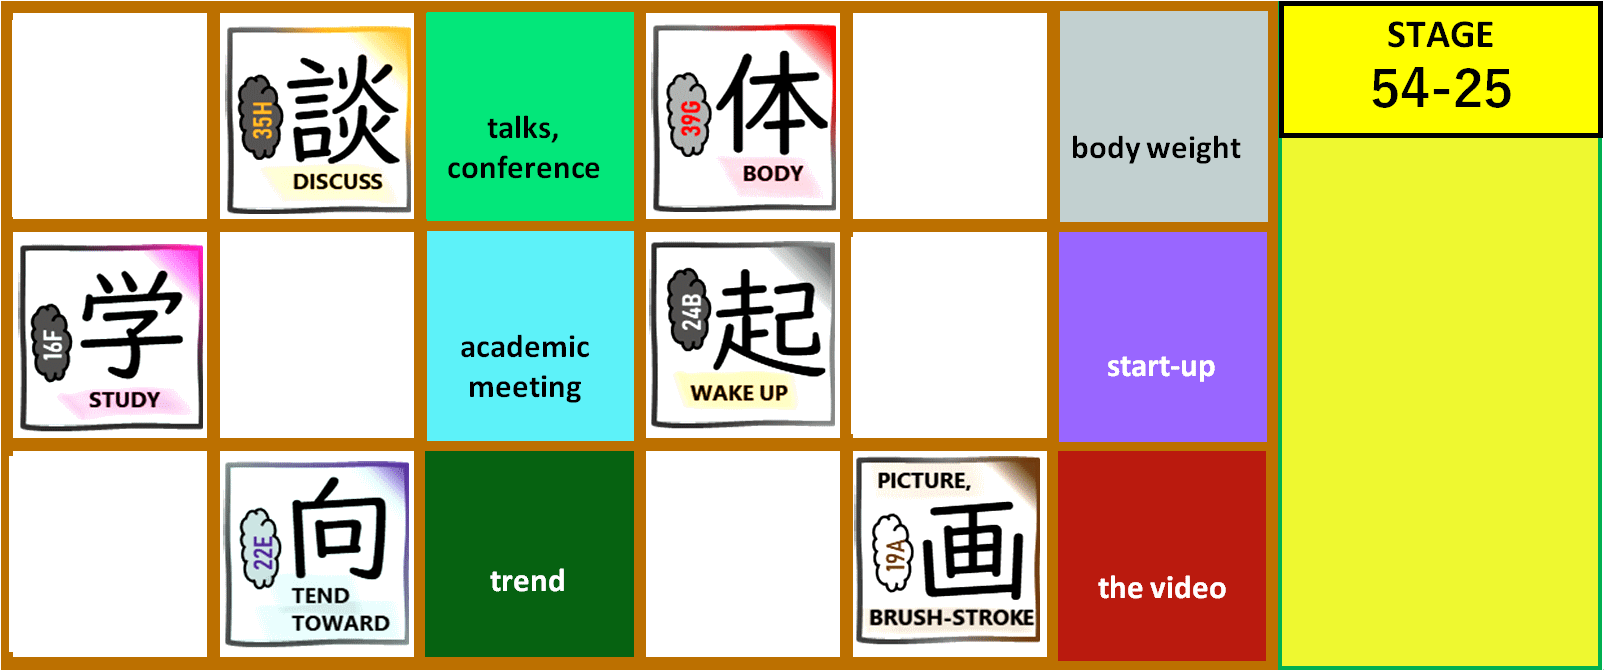 35H
談
DISCUSS
talks,
conference
39G
体
BODY
body weight
STAGE
54-25
16F
学
STUDY
academic
meeting
24B
起
WAKE UP
start-up
22E
向
TEND
TOWARD
trend
PICTURE,
19A
画
BRUSH-STROKE
the video